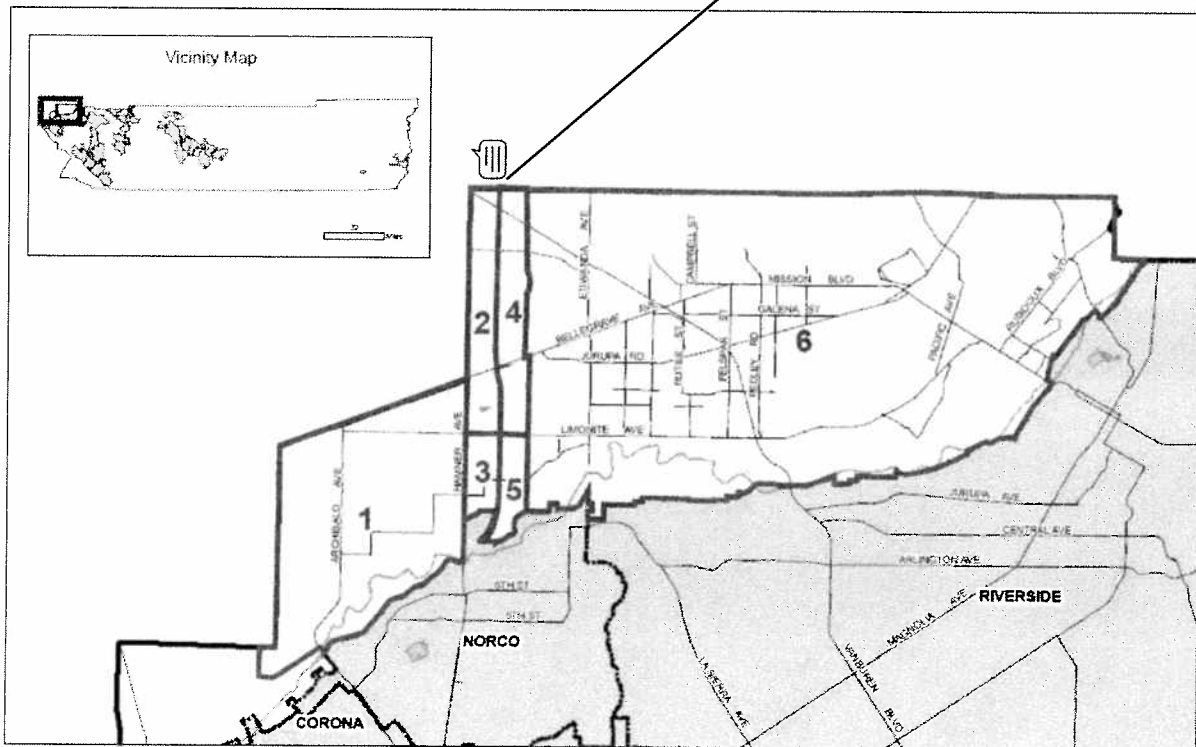 Vicinity Map
ETIWANDA AVE
CAMPBELL ST
MISSION BLVD
RUBIDOUX BLVD
2
4
GALENA ST
BELLEGRAVE AVE
PACIFIC AVE
6
JURUPA RD
RUTILE ST
FELSPAR ST
PEDLEY RD
HAMNER AVE
LIMONITE AVE
3
5
1
ARCHIBALD AVE
JURUPA AVE
CENTRAL AVE
ARLINGTON AVE
6TH ST
5TH ST
RIVERSIDE
NORCO
MAGNOLIA AVE
LA SIERRA AVE
VAN BUREN BLVD
CORONA